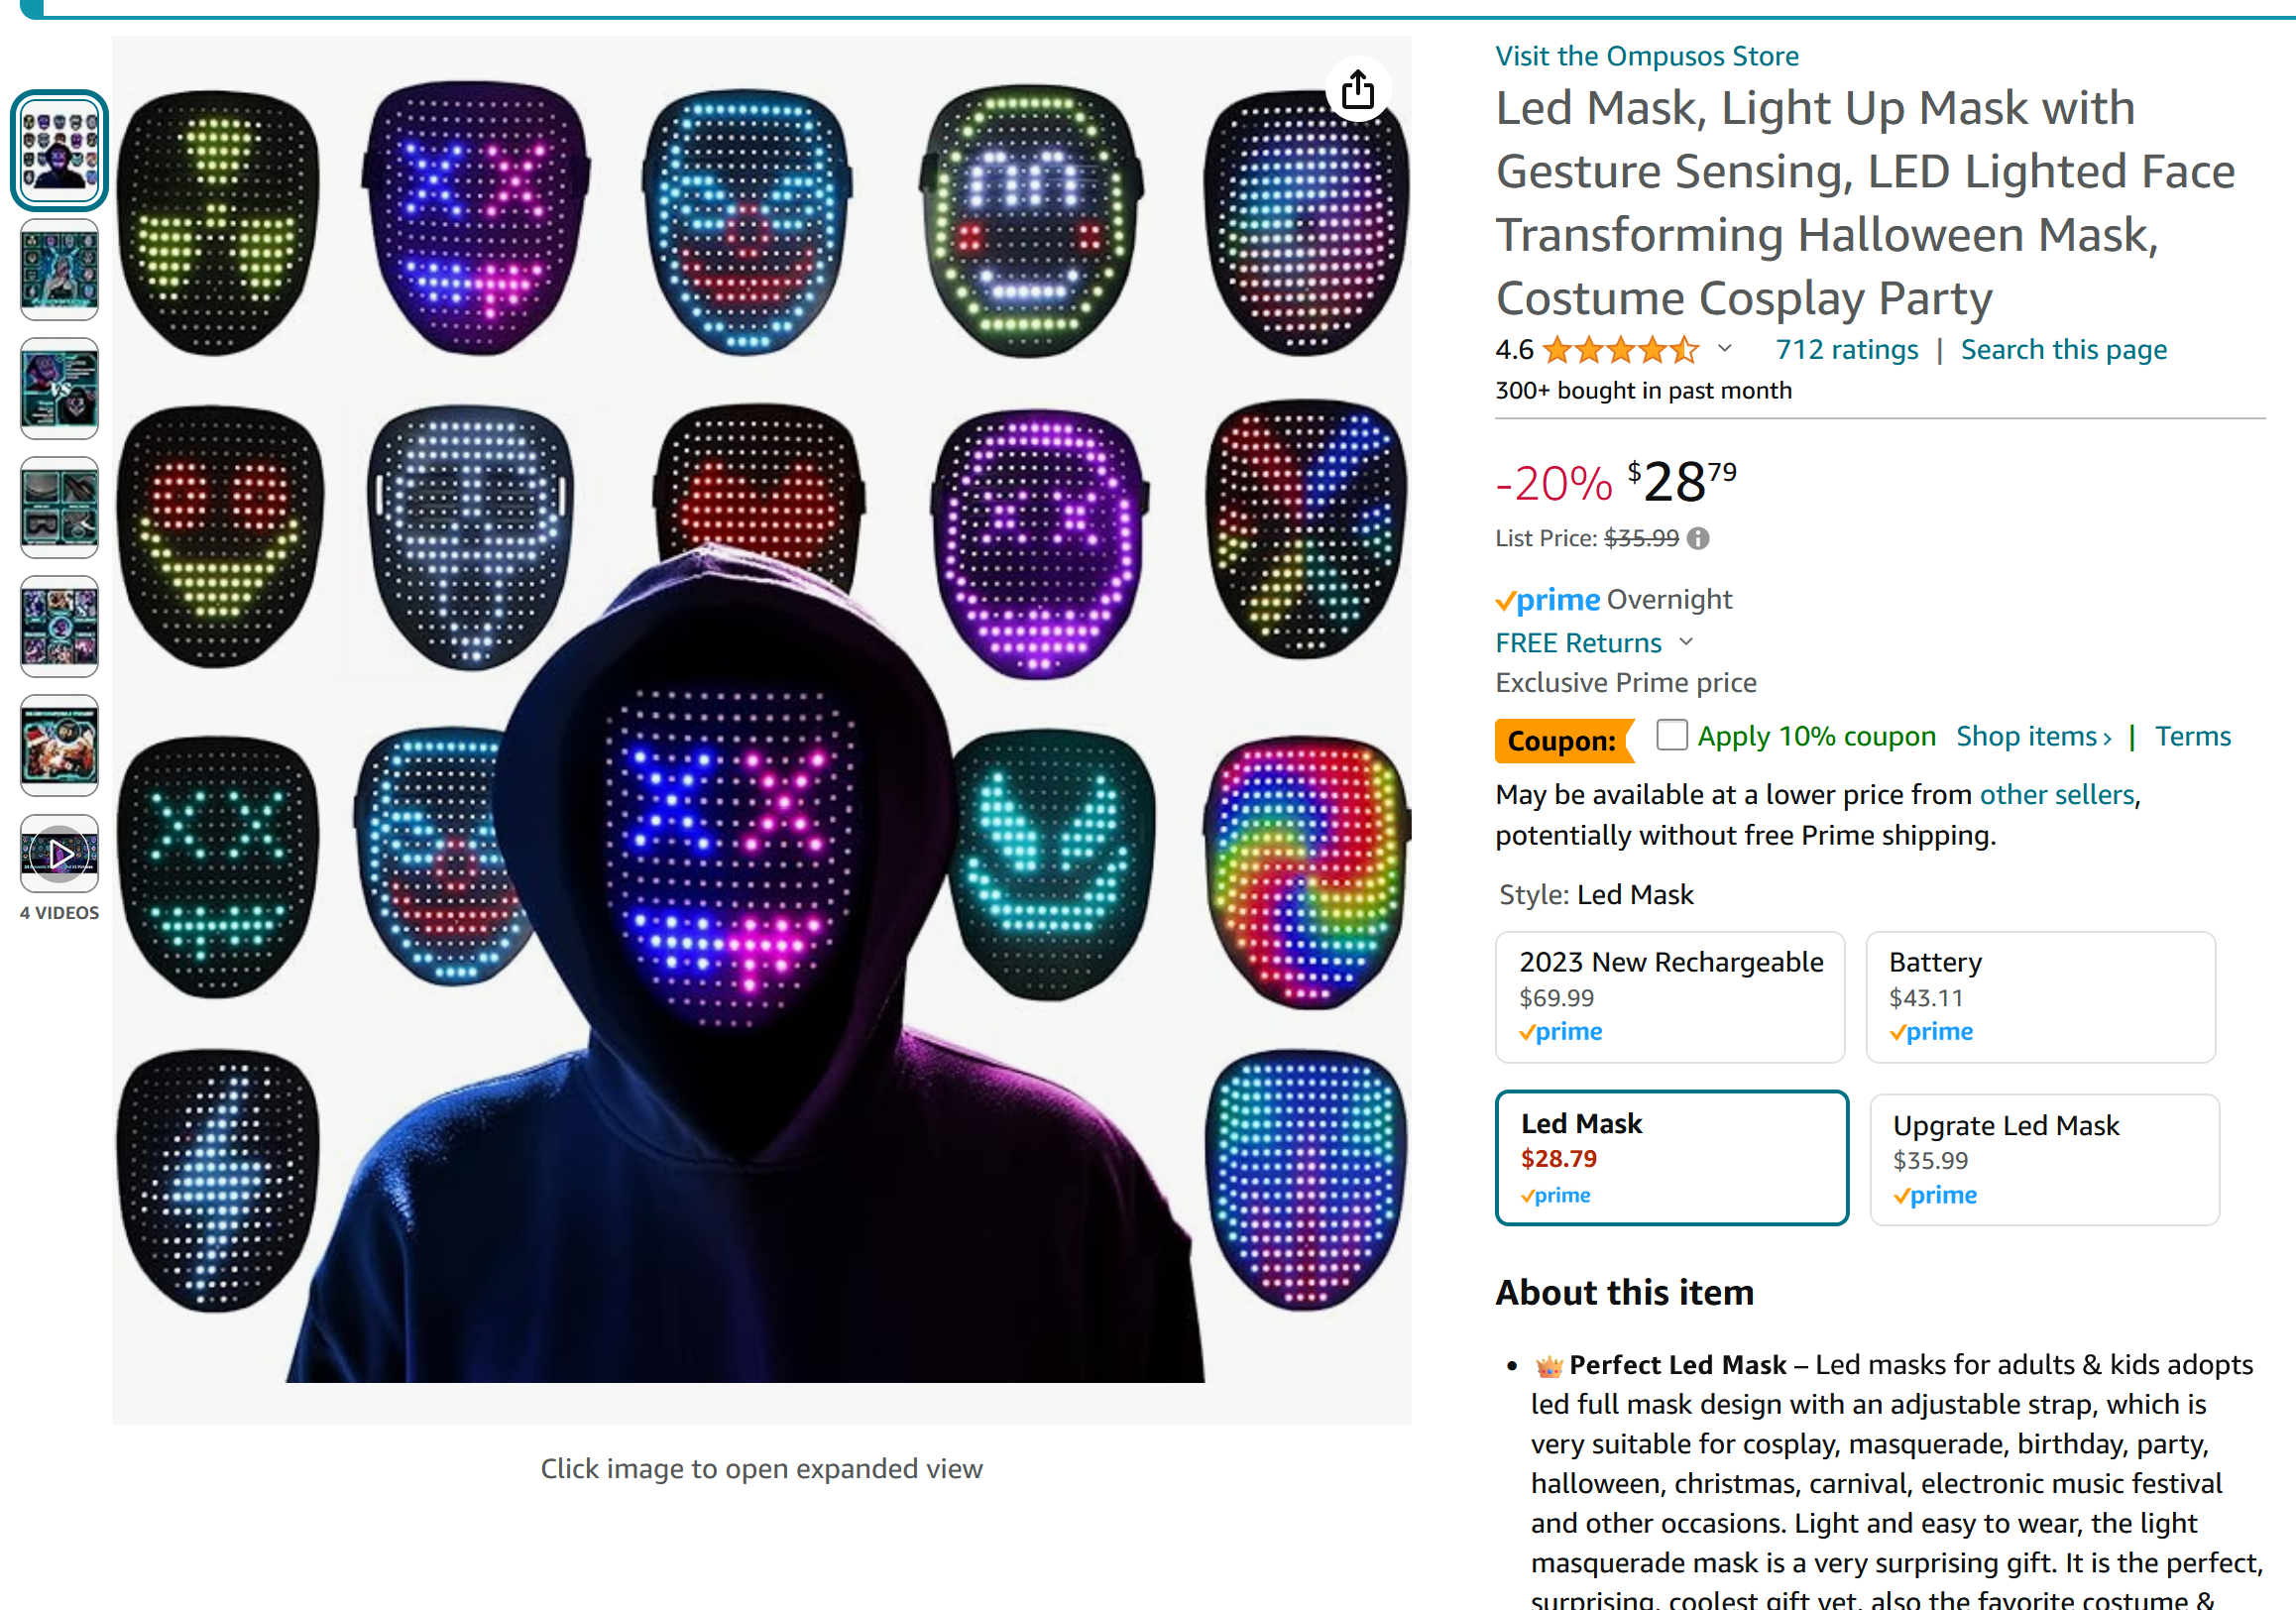 Visit the Ompusos Store
Led Mask, Light Up Mask with
Gesture Sensing, LED Lighted Face
Transforming Halloween Mask,
Costume Cosplay Party
4.6 712 ratings | Search this page
300+ bought in past month
-20% $28 79
List Price: $35.99
prime Overnight
FREE Returns
Exclusive Prime price
Coupon: Apply 10% coupon Shop items › | Terms
May be available at a lower price from other sellers,
potentially without free Prime shipping.
Style: Led Mask
2023 New Rechargeable
$69.99
prime
Battery
$43.11
prime
Led Mask
$28.79
prime
Upgrate Led Mask
$35.99
prime
About this item
• 👑 Perfect Led Mask – Led masks for adults & kids adopts
led full mask design with an adjustable strap, which is
very suitable for cosplay, masquerade, birthday, party,
halloween, christmas, carnival, electronic music festival
and other occasions. Light and easy to wear, the light
masquerade mask is a very surprising gift. It is the perfect,
surprising, coolest gift yet, also the favorite costume &
4 VIDEOS
Click image to open expanded view